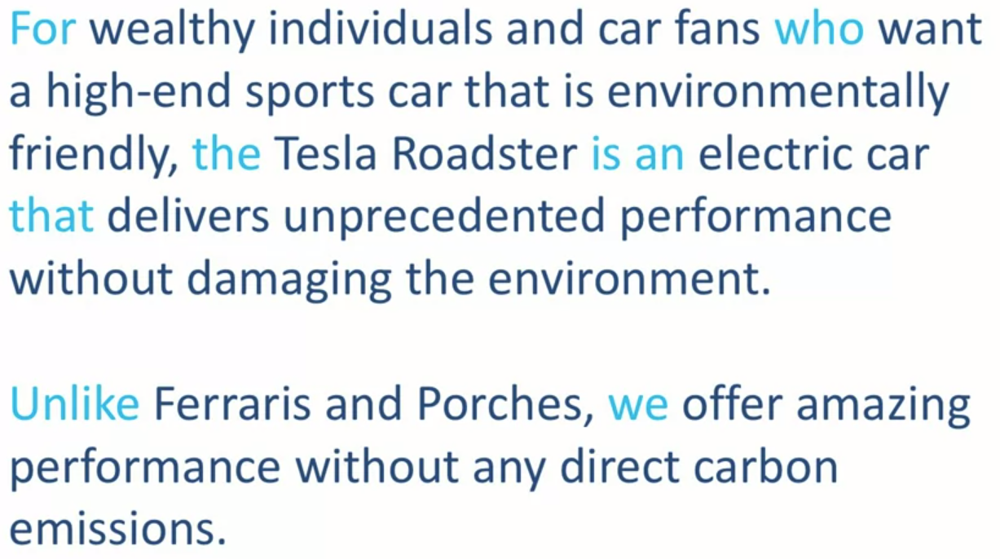 For wealthy individuals and car fans who want
a high-end sports car that is environmentally
friendly, the Tesla Roadster is an electric car
that delivers unprecedented performance
without damaging the environment.
Unlike Ferraris and Porches, we offer amazing
performance without any direct carbon
emissions.